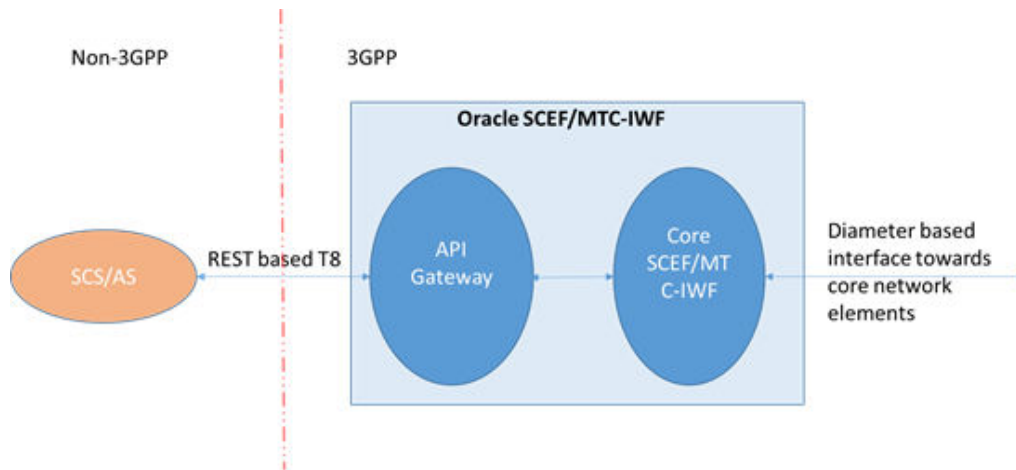 Non-3GPP
3GPP
Oracle SCEF/MTC-IWF
SCS/AS
REST based T8
API
Gateway
Core
SCEF/MT
C-IWF
Diameter based
interface towards
core network
elements